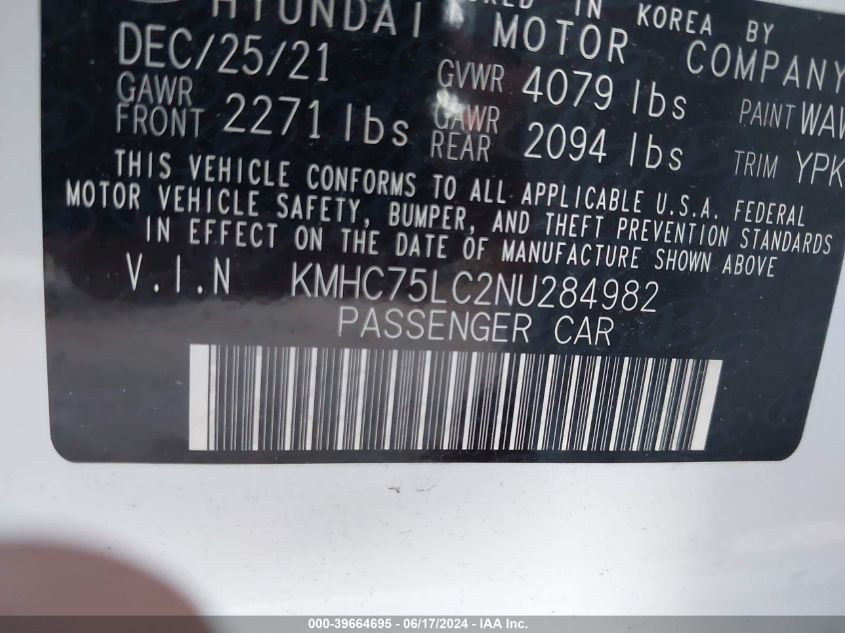 HYUNDAI MOTOR COMPANY
IN KOREA BY
DEC/25/21 GVWR 4079 lbs PAINT
GAWR FRONT 2271 lbs GAWR REAR 2094 lbs TRIM YPK
THIS VEHICLE CONFORMS TO ALL APPLICABLE U.S.A. FEDERAL
MOTOR VEHICLE SAFETY, BUMPER, AND THEFT PREVENTION STANDARDS
IN EFFECT ON THE DATE OF MANUFACTURE SHOWN ABOVE
V.I.N KMHC75LC2NU284982
PASSENGER CAR
000-39664695 - 06/17/2024 - IAA Inc.